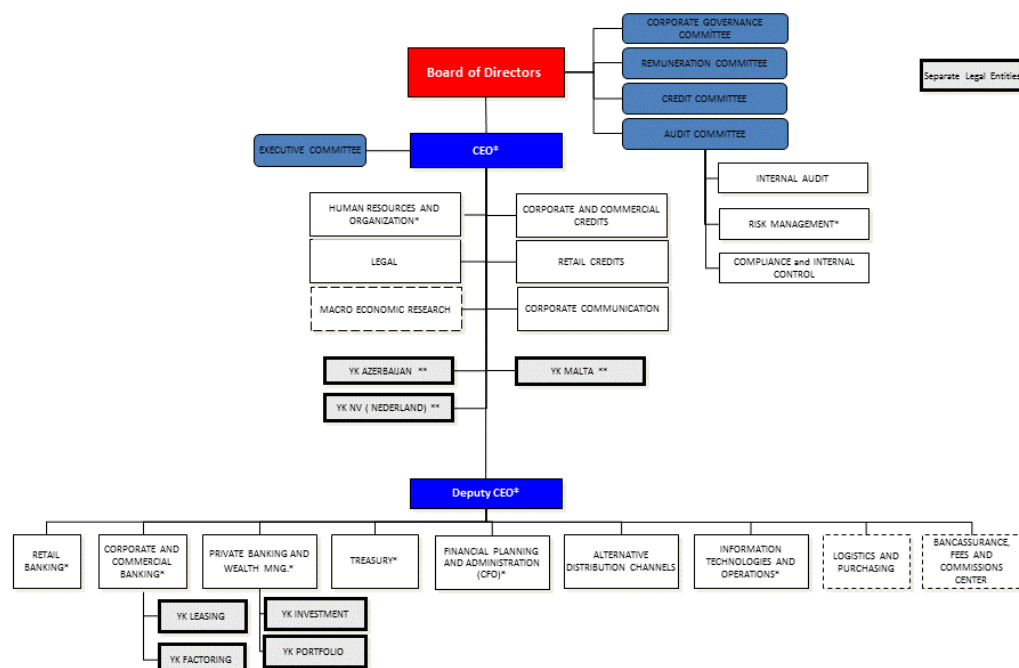 CORPORATE GOVERNANCE
COMMITTEE
Board of Directors
REMUNERATION COMMITTEE
Separate Legal Entities
CREDIT COMMITTEE
AUDIT COMMITTEE
EXECUTIVE COMMITTEE
CEO*
INTERNAL AUDIT
HUMAN RESOURCES AND
ORGANIZATION*
CORPORATE AND COMMERCIAL
CREDITS
RISK MANAGEMENT*
LEGAL
RETAIL CREDITS
COMPLIANCE and INTERNAL
CONTROL
MACRO ECONOMIC RESEARCH
CORPORATE COMMUNICATION
YK AZERBAIJAN **
YK MALTA **
YK NV ( NEDERLAND) **
Deputy CEO*
RETAIL
BANKING*
CORPORATE AND
COMMERCIAL
BANKING*
PRIVATE BANKING AND
WEALTH MNG.*
TREASURY*
FINANCIAL PLANNING
AND ADMINISTRATION
(CFO)*
ALTERNATIVE
DISTRIBUTION CHANNELS
INFORMATION
TECHNOLOGIES AND
OPERATIONS*
LOGISTICS AND
PURCHASING
BANCASSURANCE,
FEES AND
COMMISSIONS
CENTER
YK LEASING
YK INVESTMENT
YK FACTORING
YK PORTFOLIO